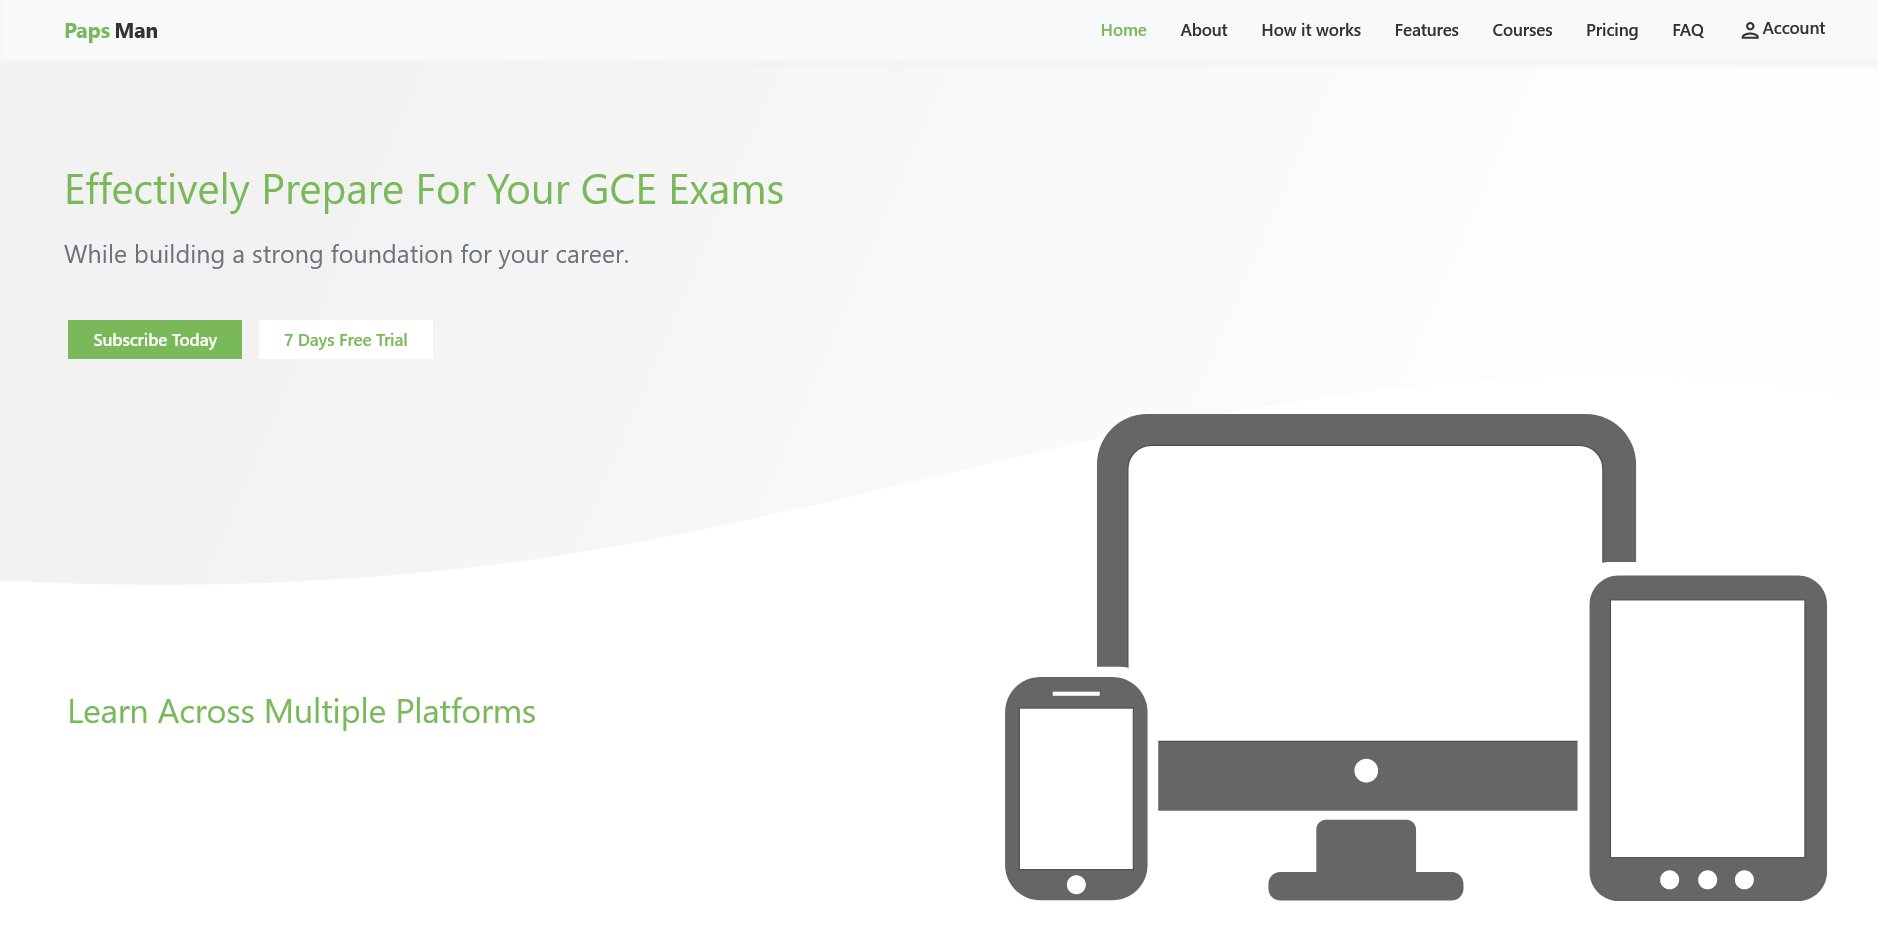 Paps Man
Home About How it works Features Courses Pricing FAQ Account
Effectively Prepare For Your GCE Exams
While building a strong foundation for your career.
Subscribe Today 7 Days Free Trial
Learn Across Multiple Platforms